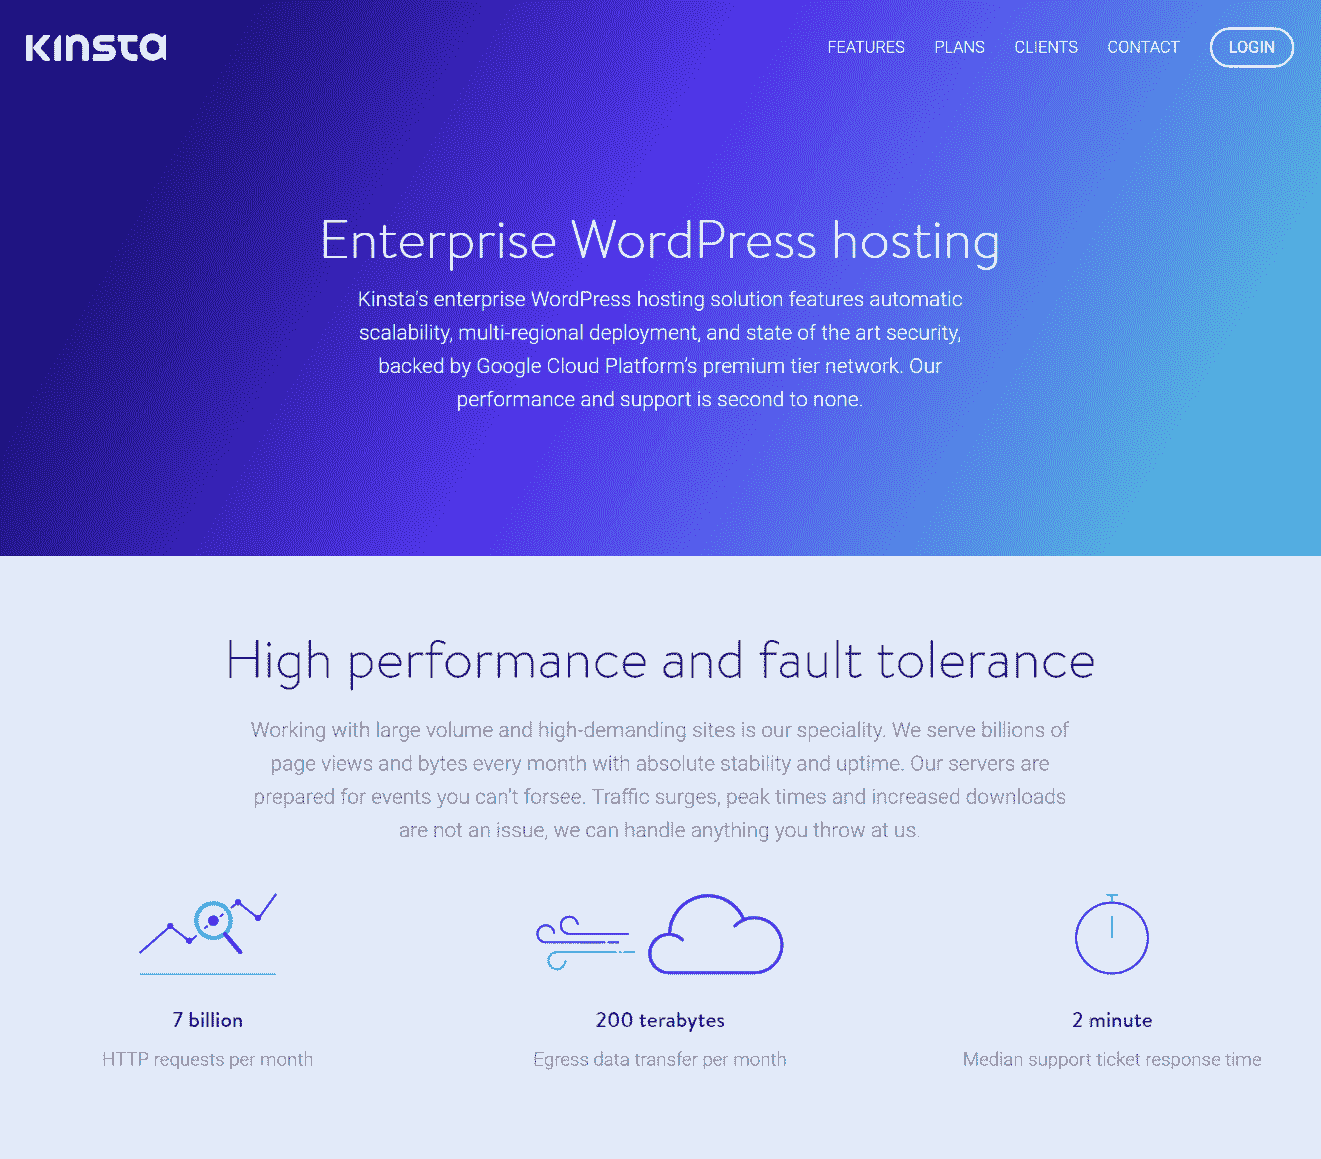 KINSTA
FEATURES PLANS CLIENTS CONTACT LOGIN
Enterprise WordPress hosting
Kinsta's enterprise WordPress hosting solution features automatic
scalability, multi-regional deployment, and state of the art security,
backed by Google Cloud Platform's premium tier network. Our
performance and support is second to none.
High performance and fault tolerance
Working with large volume and high-demanding sites is our speciality. We serve billions of
page views and bytes every month with absolute stability and uptime. Our servers are
prepared for events you can't forsee. Traffic surges, peak times and increased downloads
are not an issue, we can handle anything you throw at us.
7 billion
HTTP requests per month
200 terabytes
Egress data transfer per month
2 minute
Median support ticket response time